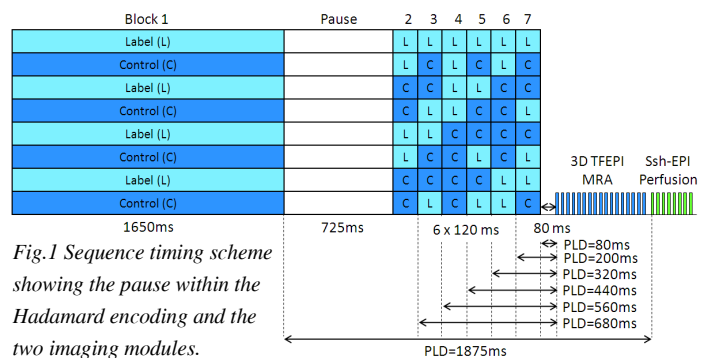 Block 1 Pause 2 3 4 5 6 7
Label (L) L L L L L L
Control (C) L C L C L C
Label (L) C C L L C C
Control (C) C L L C C L
Label (L) L L C C C C
Control (C) L C C L C L
Label (L) C C C C L L
Control (C) C L C L L C
3D TFEPI MRA
Ssh-EPI Perfusion
1650ms 725ms 6 x 120 ms 80 ms
PLD=80ms
PLD=200ms
PLD=320ms
PLD=440ms
PLD=560ms
PLD=680ms
PLD=1875ms
Fig.1 Sequence timing scheme
showing the pause within the
Hadamard encoding and the
two imaging modules.